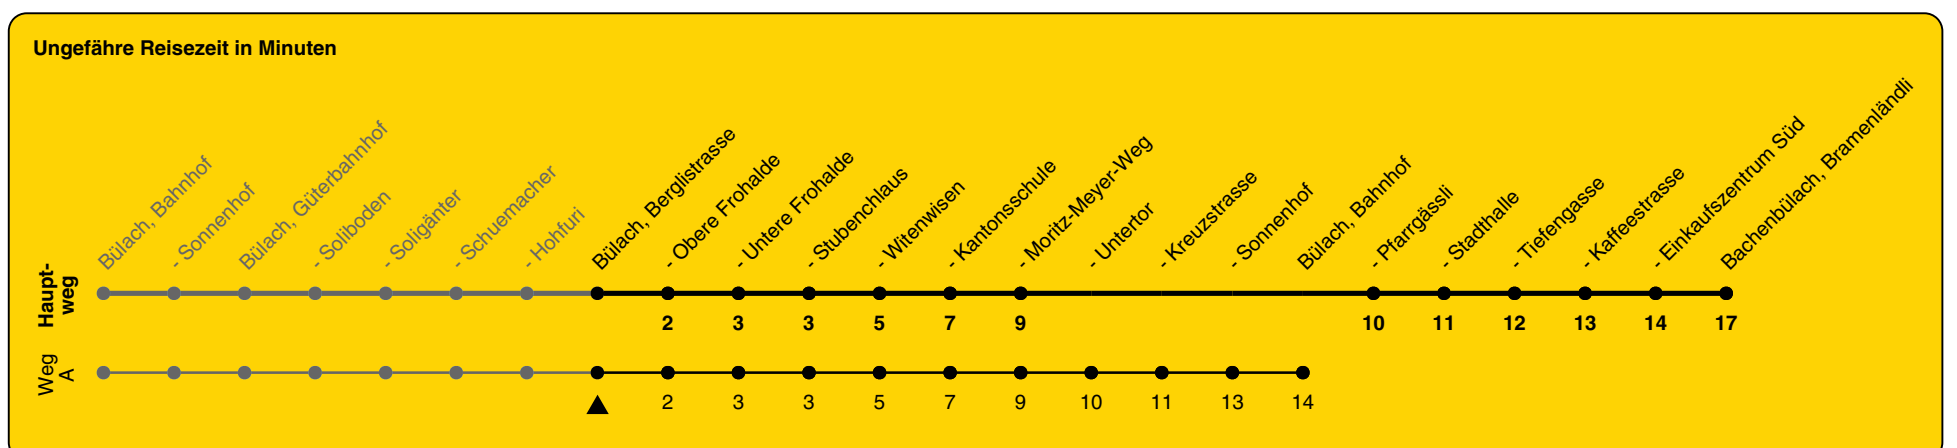 Ungefähre Reisezeit in Minuten
Bülach, Bahnhof
- Sonnenhof
Bülach, Güterbahnhof
- Soliboden
- Soligänter
- Schuemacher
- Hohfuri
Bülach, Berglistrasse
- Obere Frohalde
- Untere Frohalde
- Stubenchlaus
- Witenwisen
- Kantonsschule
- Moritz-Meyer-Weg
- Untertor
- Kreuzstrasse
- Sonnenhof
Bülach, Bahnhof
- Pfarrgässli
- Stadthalle
- Tiefengasse
- Kaffeestrasse
- Einkaufszentrum Süd
Bachenbülach, Bramenländli
Haupt-
weg
2 3 3 5 7 9 10 11 12 13 14 17
Weg
A
2 3 3 5 7 9 10 11 13 14